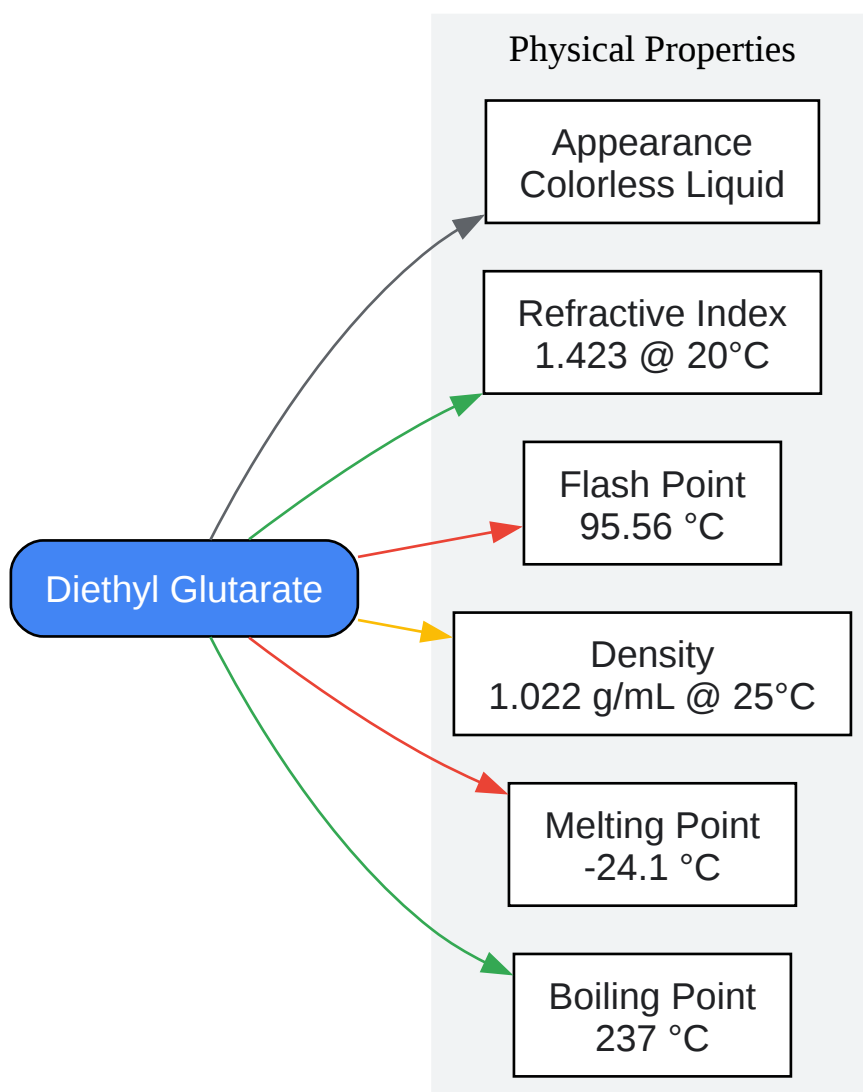 Physical Properties
Appearance
Colorless Liquid
Refractive Index
1.423 @ 20°C
Flash Point
95.56 °C
Diethyl Glutarate
Density
1.022 g/mL @ 25°C
Melting Point
-24.1 °C
Boiling Point
237 °C